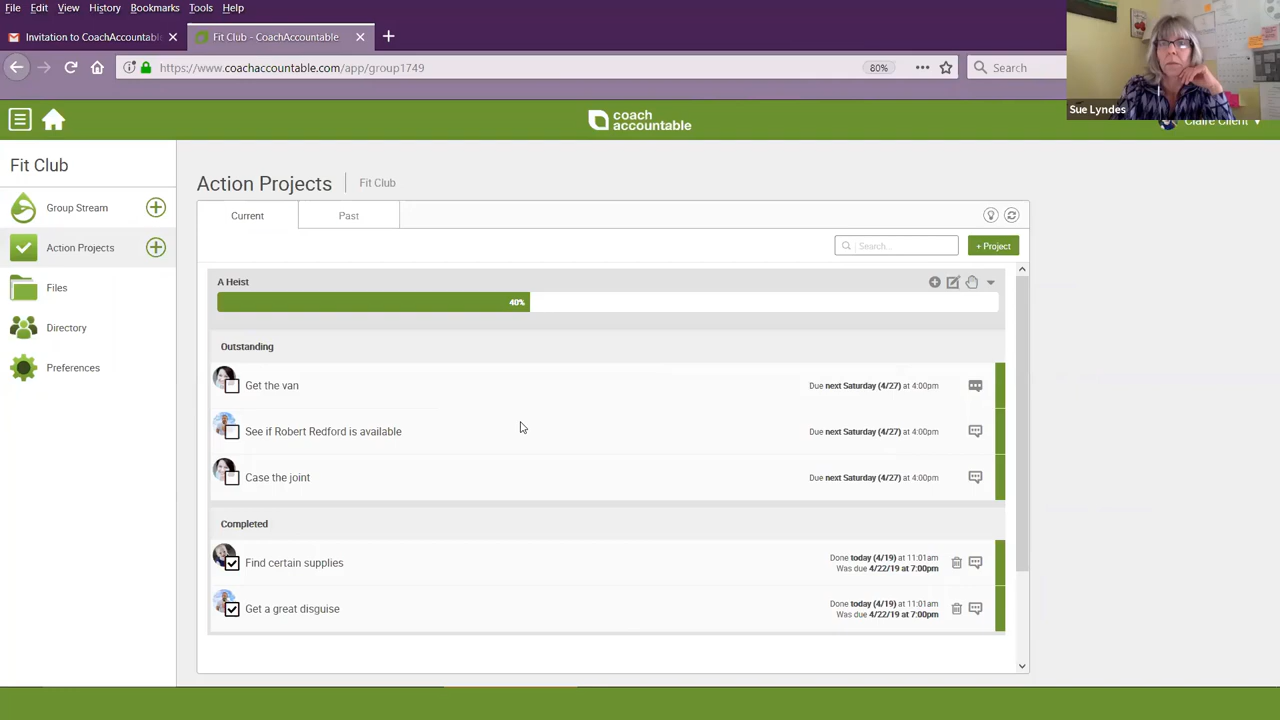 File Edit View History Bookmarks Tools Help
Invitation to CoachAccountab
Fit Club - CoachAccountable
https://www.coachaccountable.com/app/group1749
80%
Search
Sue Lyndes
coach
accountable
Claire Client
Fit Club
Group Stream
Action Projects
Files
Directory
Preferences
Action Projects
Fit Club
Current
Past
Search...
+ Project
A Heist
40%
Outstanding
Get the van
Due next Saturday (4/27) at 4:00pm
See if Robert Redford is available
Due next Saturday (4/27) at 4:00pm
Case the joint
Due next Saturday (4/27) at 4:00pm
Completed
Find certain supplies
Done today (4/19) at 11:01am
Was due 4/22/19 at 7:00pm
Get a great disguise
Done today (4/19) at 11:01am
Was due 4/22/19 at 7:00pm